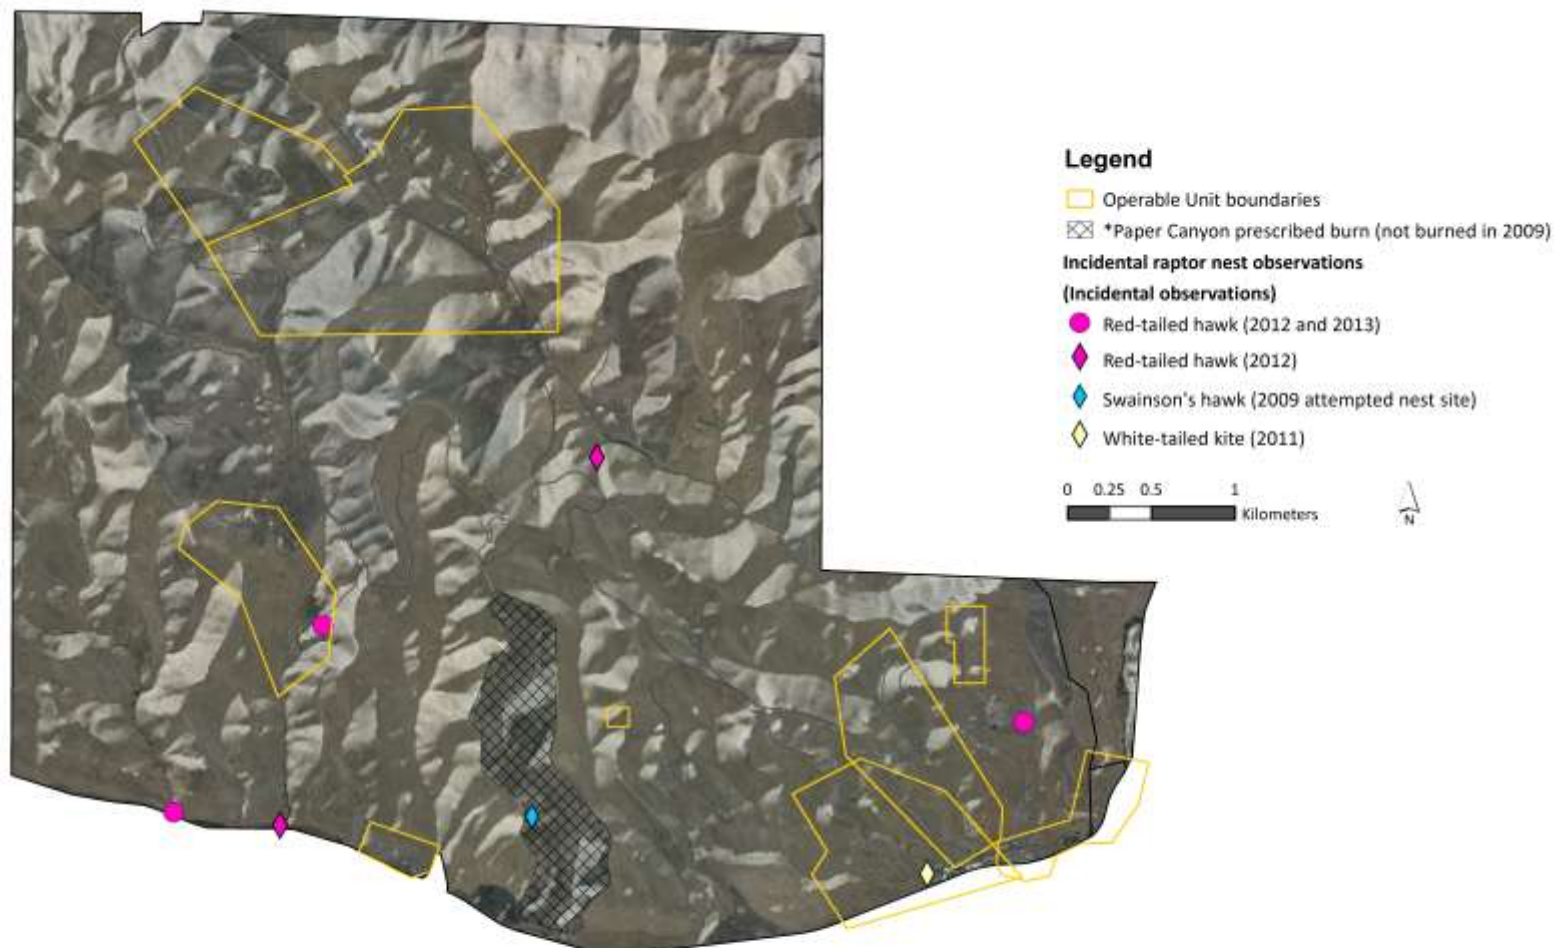 Legend
Operable Unit boundaries
*Paper Canyon prescribed burn (not burned in 2009)
Incidental raptor nest observations
(Incidental observations)
Red-tailed hawk (2012 and 2013)
Red-tailed hawk (2012)
Swainson's hawk (2009 attempted nest site)
White-tailed kite (2011)
0 0.25 0.5 1
Kilometers
N